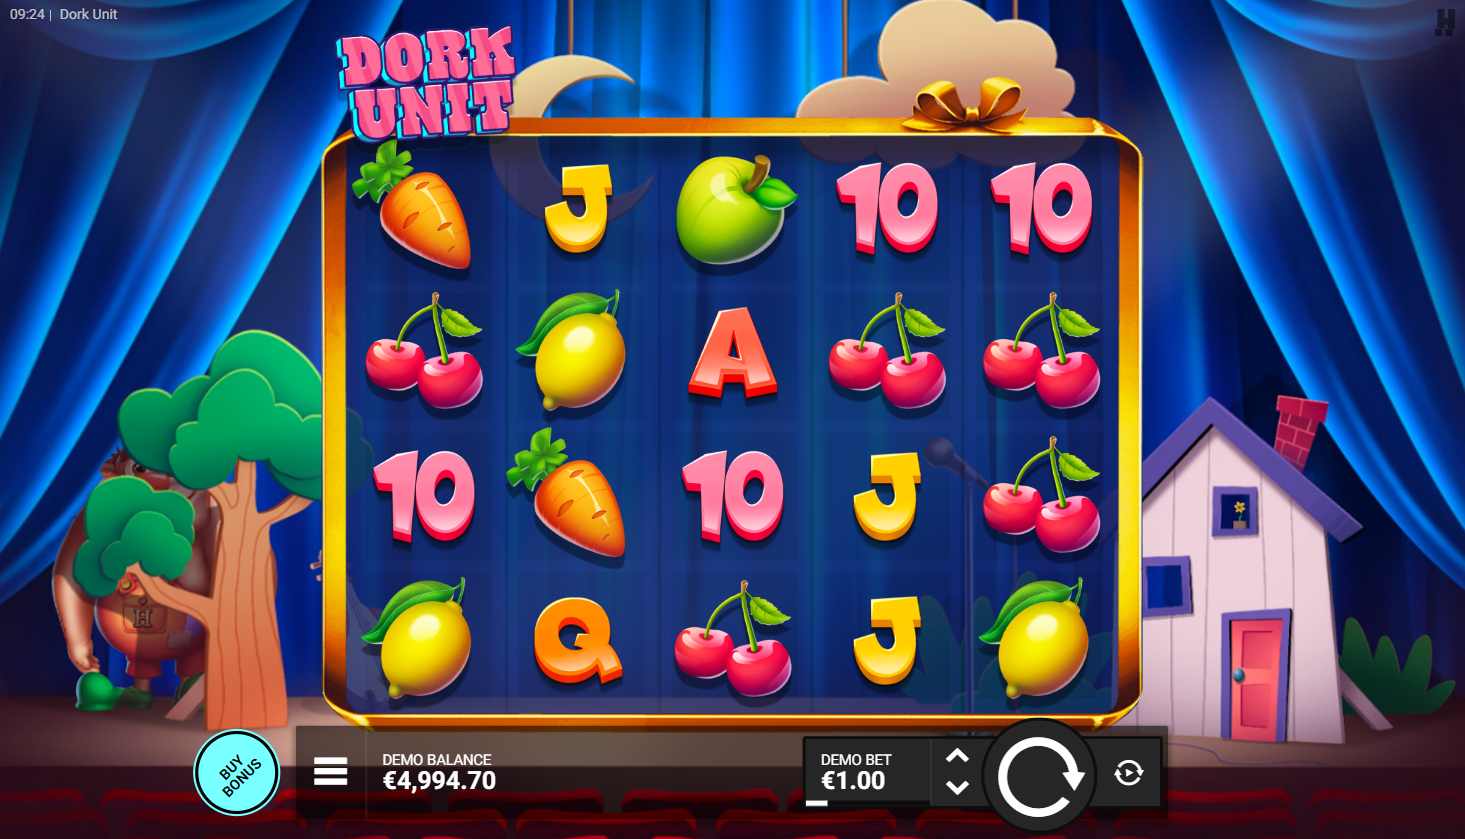 09:24 | Dork Unit
DORK
UNIT
J 10 10
A
10 10 J
Q J
BUY
BONUS
DEMO BALANCE
€4,994.70
DEMO BET
€1.00
H